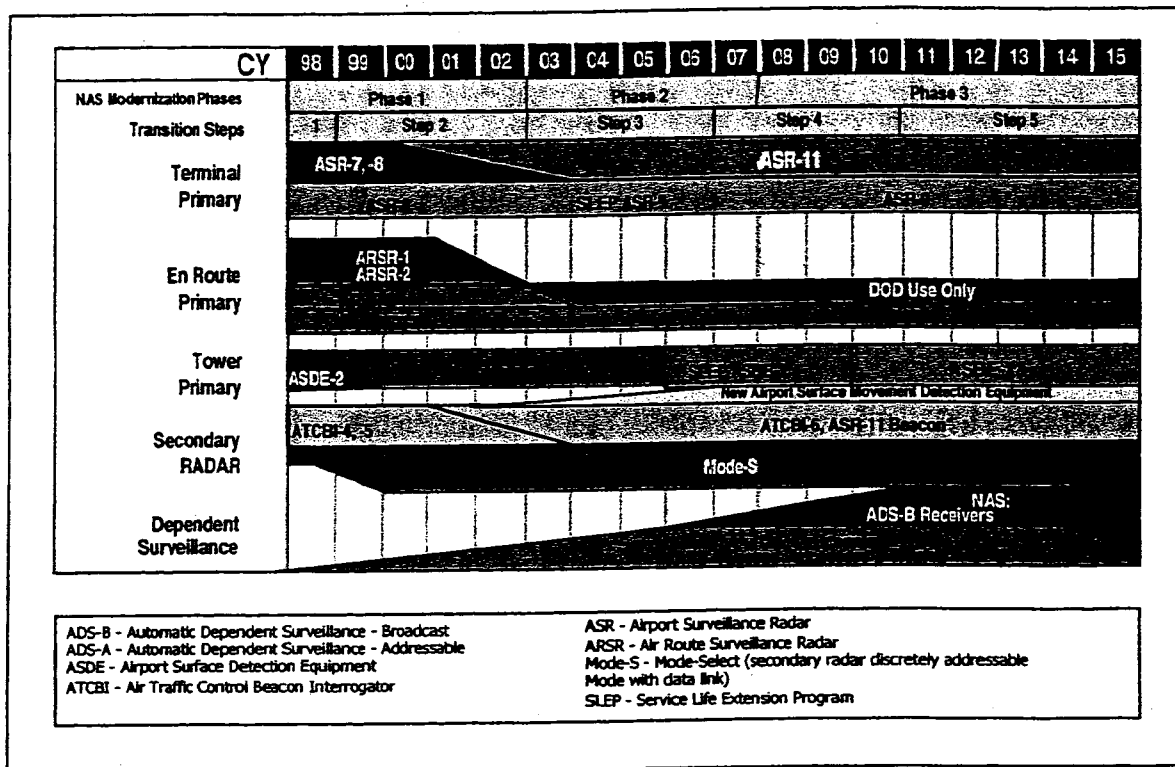 CY 98 99 00 01 02 03 04 05 06 07 08 09 10 11 12 13 14 15
NAS Modernization Phases Phase 1 Phase 2 Phase 3
Transition Steps 1 Step 2 Step 3 Step 4 Step 5
Terminal
Primary
ASR-7, -8
ASR-11
SLEP
En Route
Primary
ARSR-1
ARSR-2
DOD Use Only
Tower
Primary
ASDE-2
New Airport Surface Movement Detection Equipment
Secondary
RADAR
ATCBI-4, -5
ATCBI-6, ASR-11 Beacon
Mode-S
Dependent
Surveillance
NAS:
ADS-B Receivers
ADS-B - Automatic Dependent Surveillance - Broadcast
ADS-A - Automatic Dependent Surveillance - Addressable
ASDE - Airport Surface Detection Equipment
ATCBI - Air Traffic Control Beacon Interrogator
ASR - Airport Surveillance Radar
ARSR - Air Route Surveillance Radar
Mode-S - Mode-Select (secondary radar discretely addressable
Mode with data link)
SLEP - Service Life Extension Program